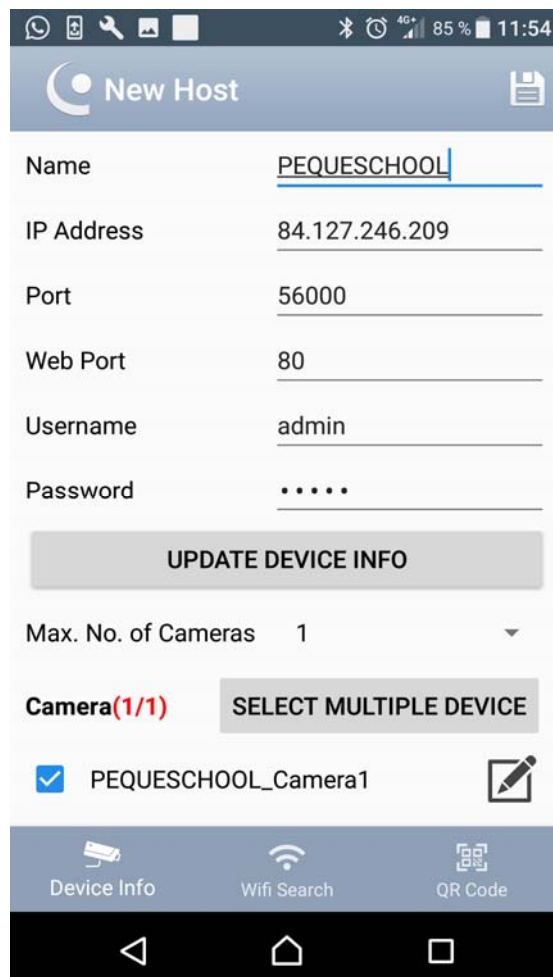 4G+ 85 % 11:54
New Host
Name PEQUESCHOOL
IP Address 84.127.246.209
Port 56000
Web Port 80
Username admin
Password •••••
UPDATE DEVICE INFO
Max. No. of Cameras 1
Camera(1/1) SELECT MULTIPLE DEVICE
PEQUESCHOOL_Camera1
Device Info Wifi Search QR Code